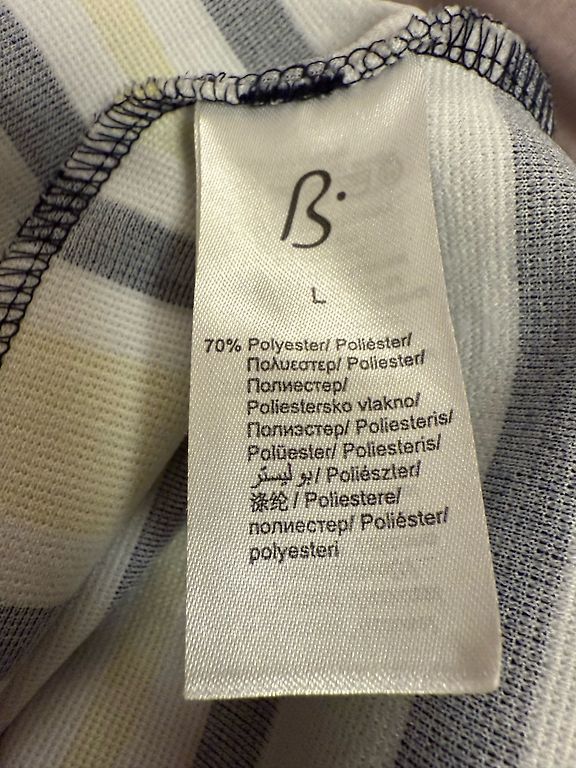 β.
L
70% Polyester/ Poliéster/
Πολυεστερ/ Poliester/
Полиестер/
Poliestersko vlakno/
Полиэстер/ Poliesteris/
Polüester/ Poliesteris/
بوليستر/ Poliészter/
涤纶 / Poliestere/
полиестер/ Poliéster/
polyesteri